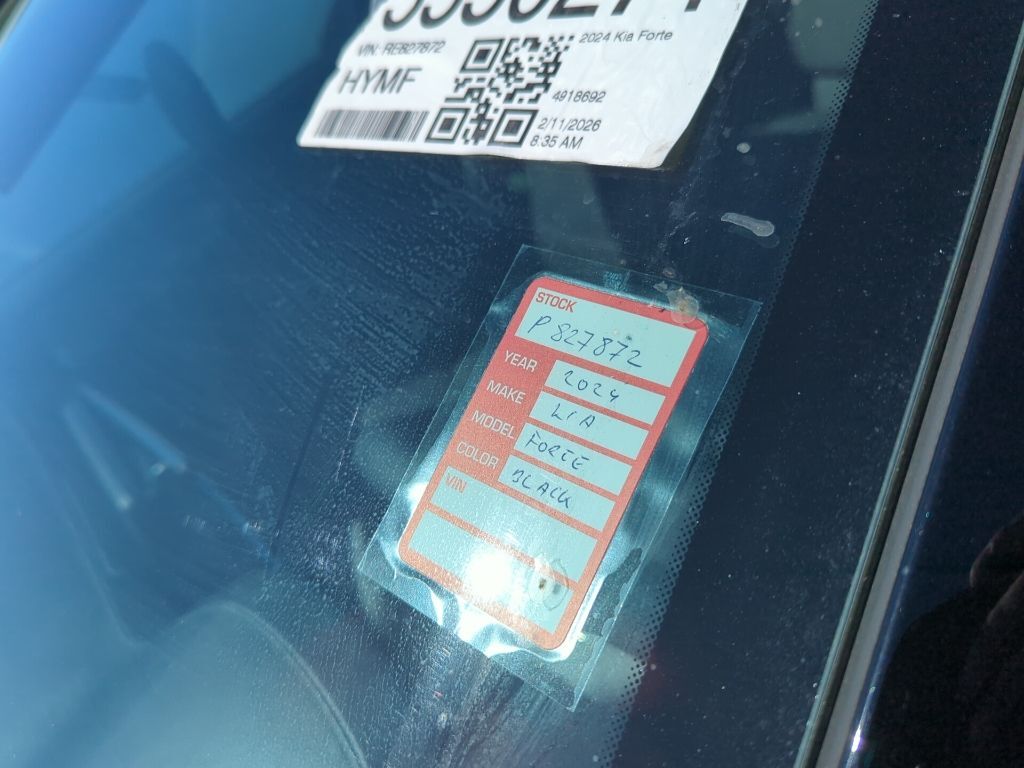 VIN: RE827872
2024 Kia Forte
HYMF
4918692
2/11/2026
8:35 AM
STOCK
P827872
YEAR 2024
MAKE KIA
MODEL FORTE
COLOR BLACK
VIN